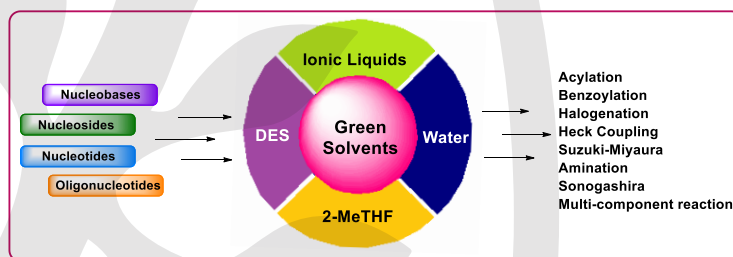 Nucleobases
Nucleosides
Nucleotides
Oligonucleotides
Ionic Liquids
DES
Green
Solvents
Water
2-MeTHF
Acylation
Benzoylation
Halogenation
Heck Coupling
Suzuki-Miyaura
Amination
Sonogashira
Multi-component reaction